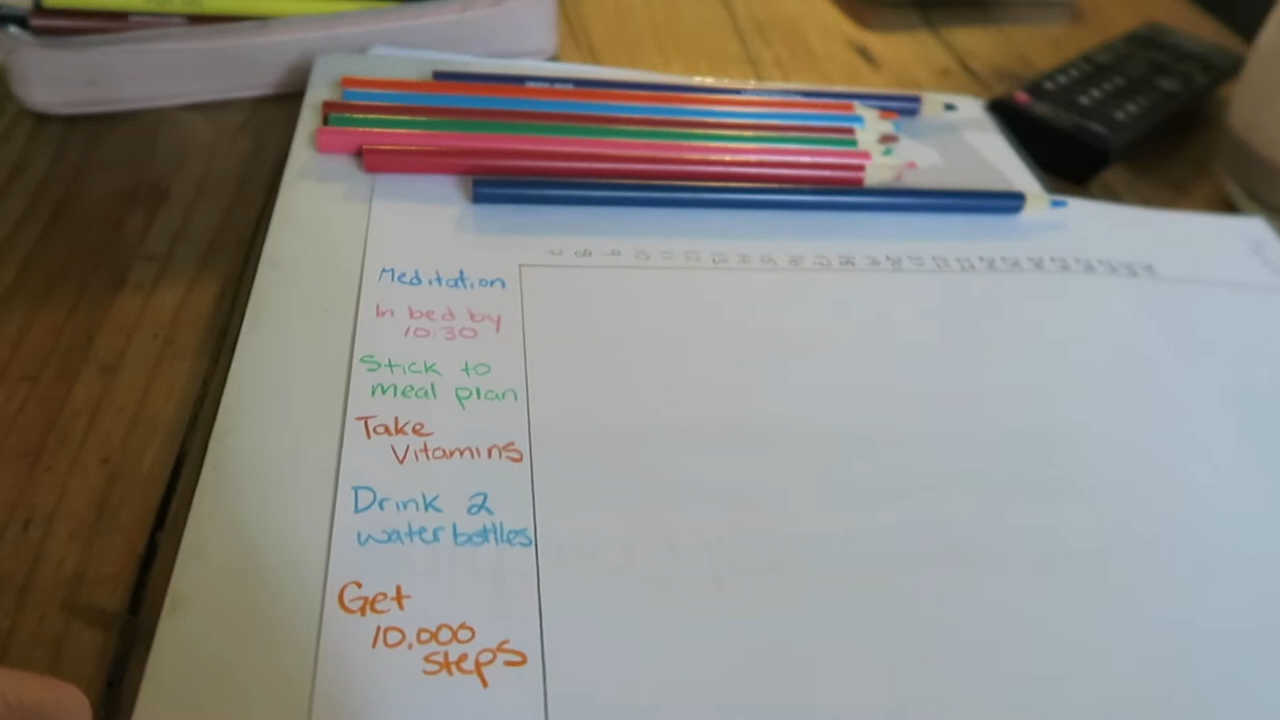 Meditation
In bed by
10:30
Stick to
meal plan
Take
Vitamins
Drink 2
water bottles
Get
10,000
steps